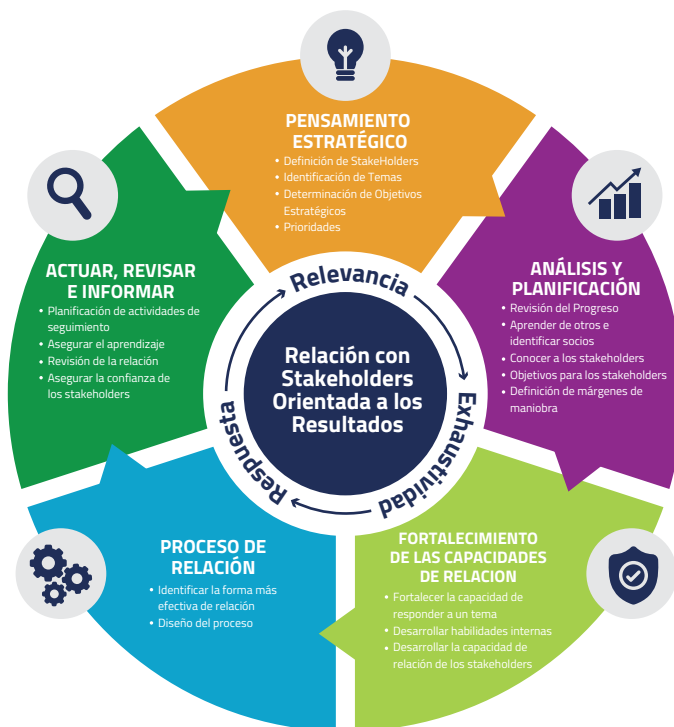 PENSAMIENTO
ESTRATÉGICO
• Definición de StakeHolders
• Identificación de Temas
• Determinación de Objetivos
Estratégicos
• Prioridades
ANÁLISIS Y
PLANIFICACIÓN
• Revisión del Progreso
• Aprender de otros e
identificar socios
• Conocer a los stakeholders
• Objetivos para los stakeholders
• Definición de márgenes de
maniobra
FORTALECIMIENTO
DE LAS CAPACIDADES
DE RELACION
• Fortalecer la capacidad de
responder a un tema
• Desarrollar habilidades internas
• Desarrollar la capacidad de
relación de los stakeholders
PROCESO DE
RELACIÓN
• Identificar la forma más
efectiva de relación
• Diseño del proceso
ACTUAR, REVISAR
E INFORMAR
• Planificación de actividades de
seguimiento
• Asegurar el aprendizaje
• Revisión de la relación
• Asegurar la confianza de
los stakeholders
Relevancia
Exhaustividad
Respuesta
Relación con
Stakeholders
Orientada a los
Resultados